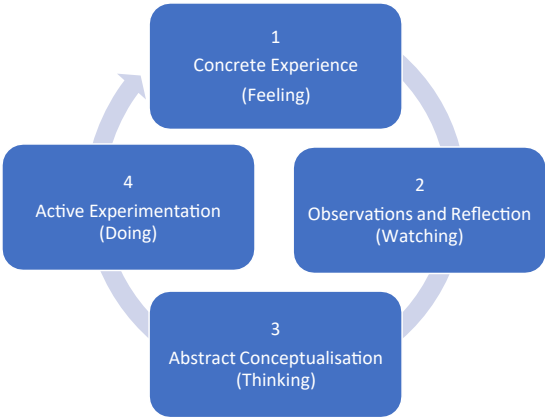 1
Concrete Experience
(Feeling)
2
Observations and Reflection
(Watching)
3
Abstract Conceptualisation
(Thinking)
4
Active Experimentation
(Doing)